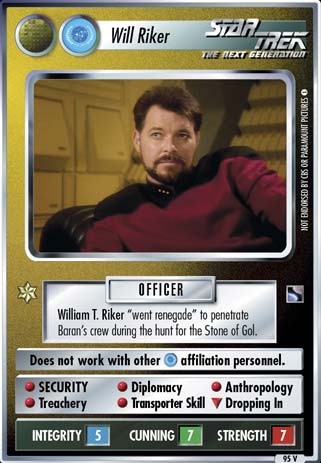 Will Riker
STAR TREK
THE NEXT GENERATION
NOT ENDORSED BY CBS OR PARAMOUNT PICTURES
OFFICER
William T. Riker "went renegade" to penetrate
Baran's crew during the hunt for the Stone of Gol.
Does not work with other affiliation personnel.
SECURITY Diplomacy Anthropology
Treachery Transporter Skill Dropping In
INTEGRITY 5 CUNNING 7 STRENGTH 7
95 V